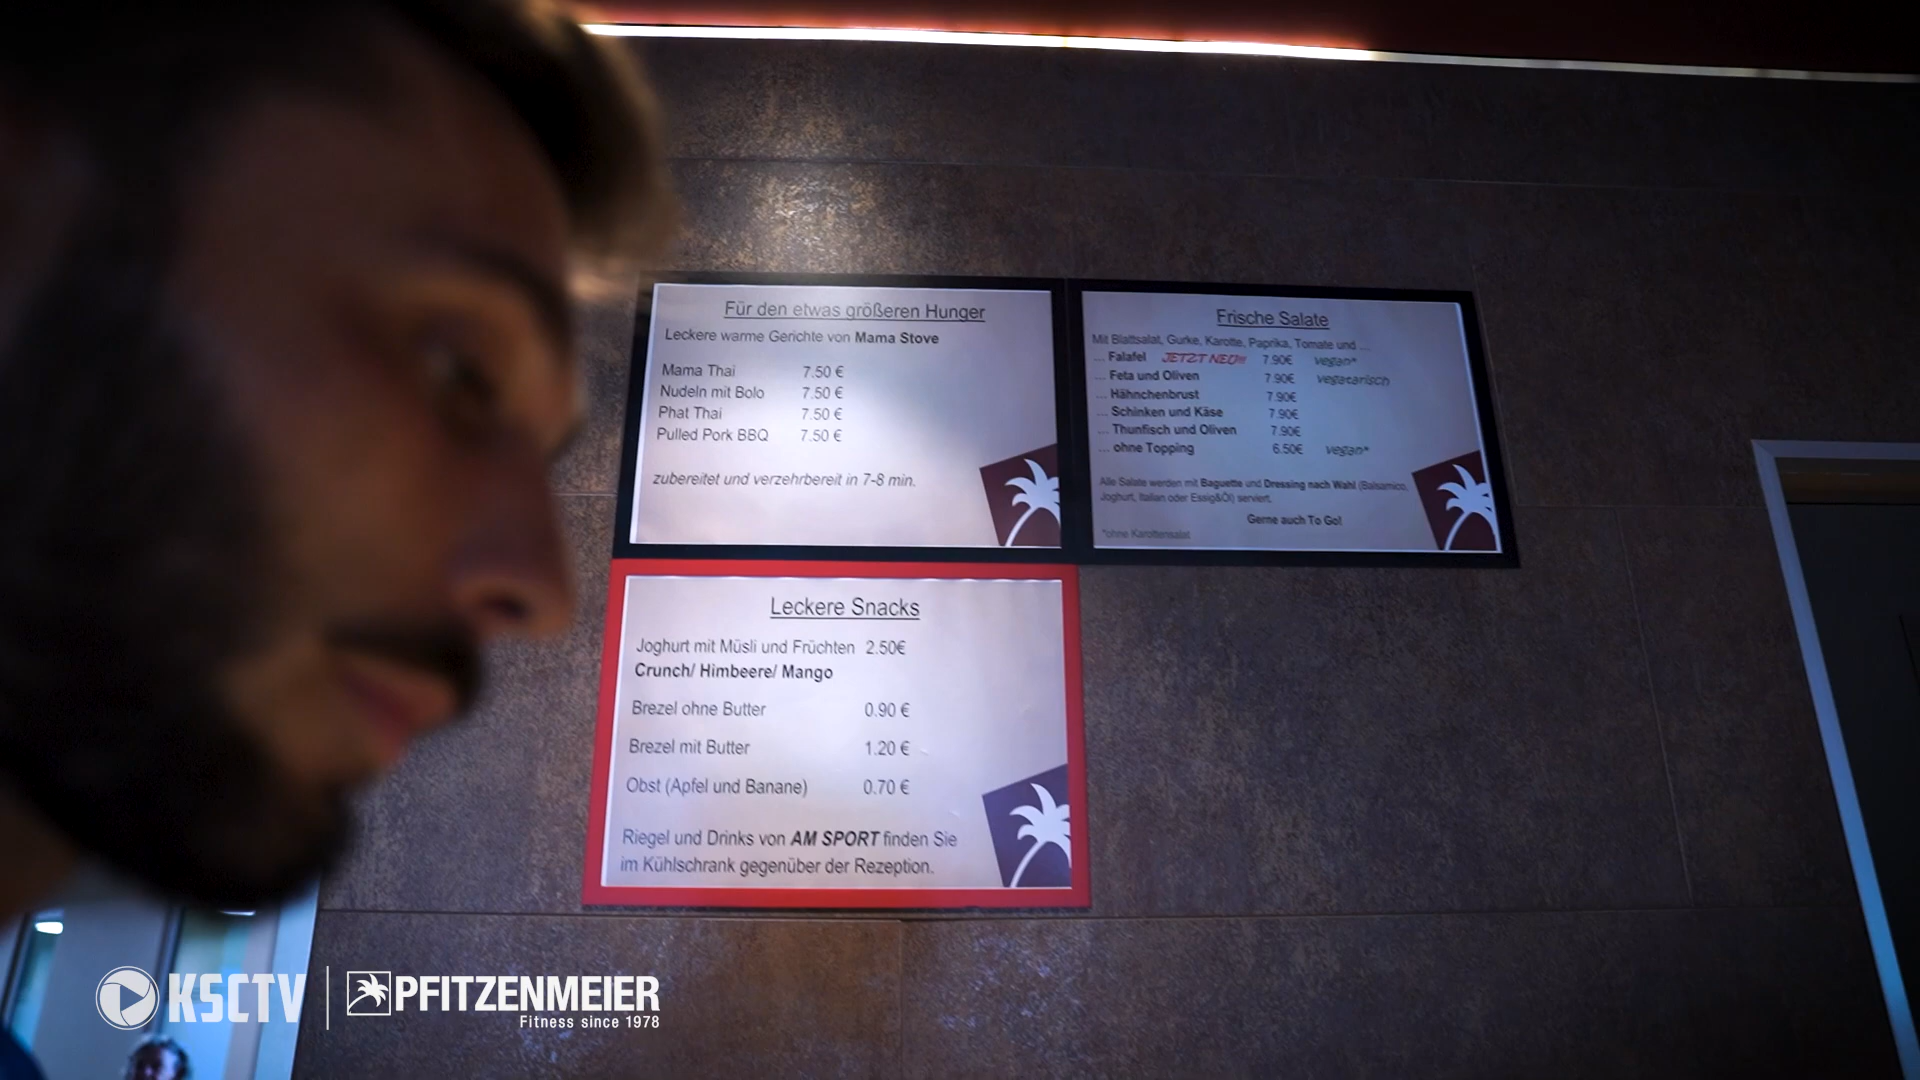 Für den etwas größeren Hunger
Leckere warme Gerichte von Mama Stove
Mama Thai 7.50 €
Nudeln mit Bolo 7.50 €
Phat Thai 7.50 €
Pulled Pork BBQ 7.50 €
zubereitet und verzehrbereit in 7-8 min.
Frische Salate
Mit Blattsalat, Gurke, Karotte, Paprika, Tomate und ...
... Falafel JETZT NEU!!! 7.90€ vegan*
... Feta und Oliven 7.90€ vegetarisch
... Hähnchenbrust 7.90€
... Schinken und Käse 7.90€
... Thunfisch und Oliven 7.90€
... ohne Topping 6.50€ vegan*
Alle Salate werden mit Baguette und Dressing nach Wahl (Balsamico,
Joghurt, Italian oder Essig&Öl) serviert.
Gerne auch To Go!
*ohne Karottensalat
Leckere Snacks
Joghurt mit Müsli und Früchten 2.50€
Crunch/ Himbeere/ Mango
Brezel ohne Butter 0.90 €
Brezel mit Butter 1.20 €
Obst (Apfel und Banane) 0.70 €
Riegel und Drinks von AM SPORT finden Sie
im Kühlschrank gegenüber der Rezeption.
KSCTV | PFITZENMEIER
Fitness since 1978